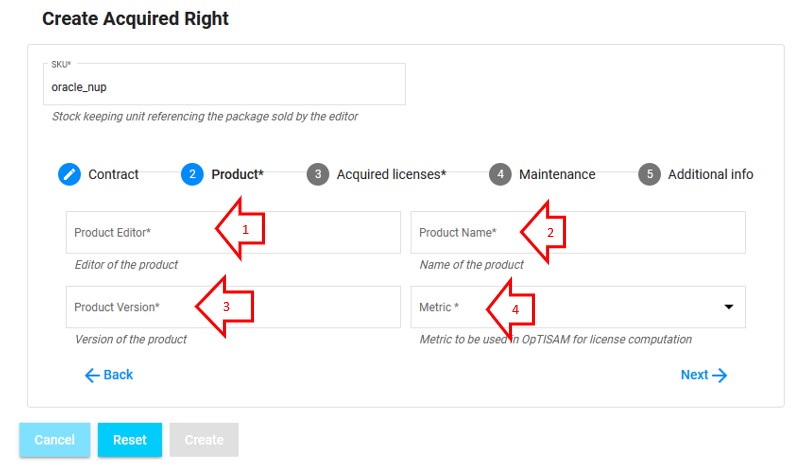 Create Acquired Right
SKU*
oracle_nup
Stock keeping unit referencing the package sold by the editor
Contract 2 Product* 3 Acquired licenses* 4 Maintenance 5 Additional info
Product Editor* 1 Product Name* 2
Editor of the product Name of the product
Product Version* 3 Metric * 4
Version of the product Metric to be used in OpTISAM for license computation
Back Next
Cancel Reset Create